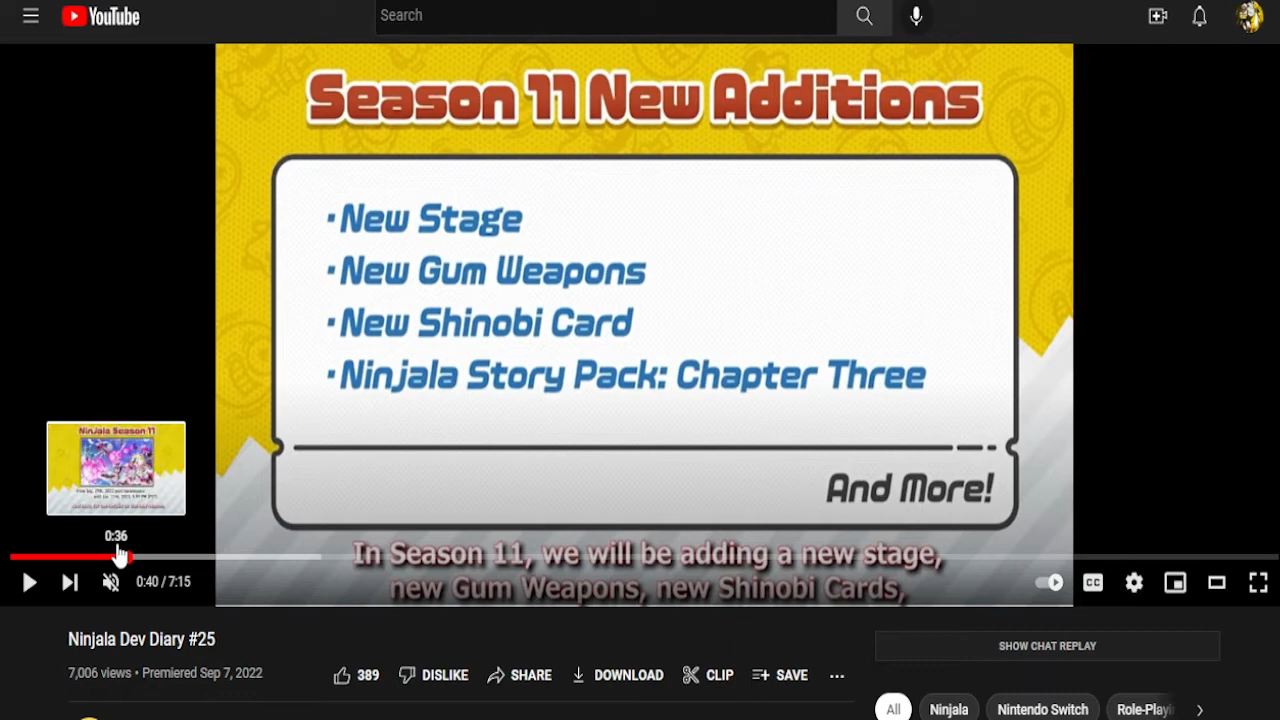 YouTube
Search
Season 11 New Additions
·New Stage
·New Gum Weapons
·New Shinobi Card
·Ninjala Story Pack: Chapter Three
And More!
Ninjala Season 11
0:36
In Season 11, we will be adding a new stage,
new Gum Weapons, new Shinobi Cards,
0:40 / 7:15
CC
Ninjala Dev Diary #25
7,006 views • Premiered Sep 7, 2022
389
DISLIKE
SHARE
DOWNLOAD
CLIP
SAVE
SHOW CHAT REPLAY
All
Ninjala
Nintendo Switch